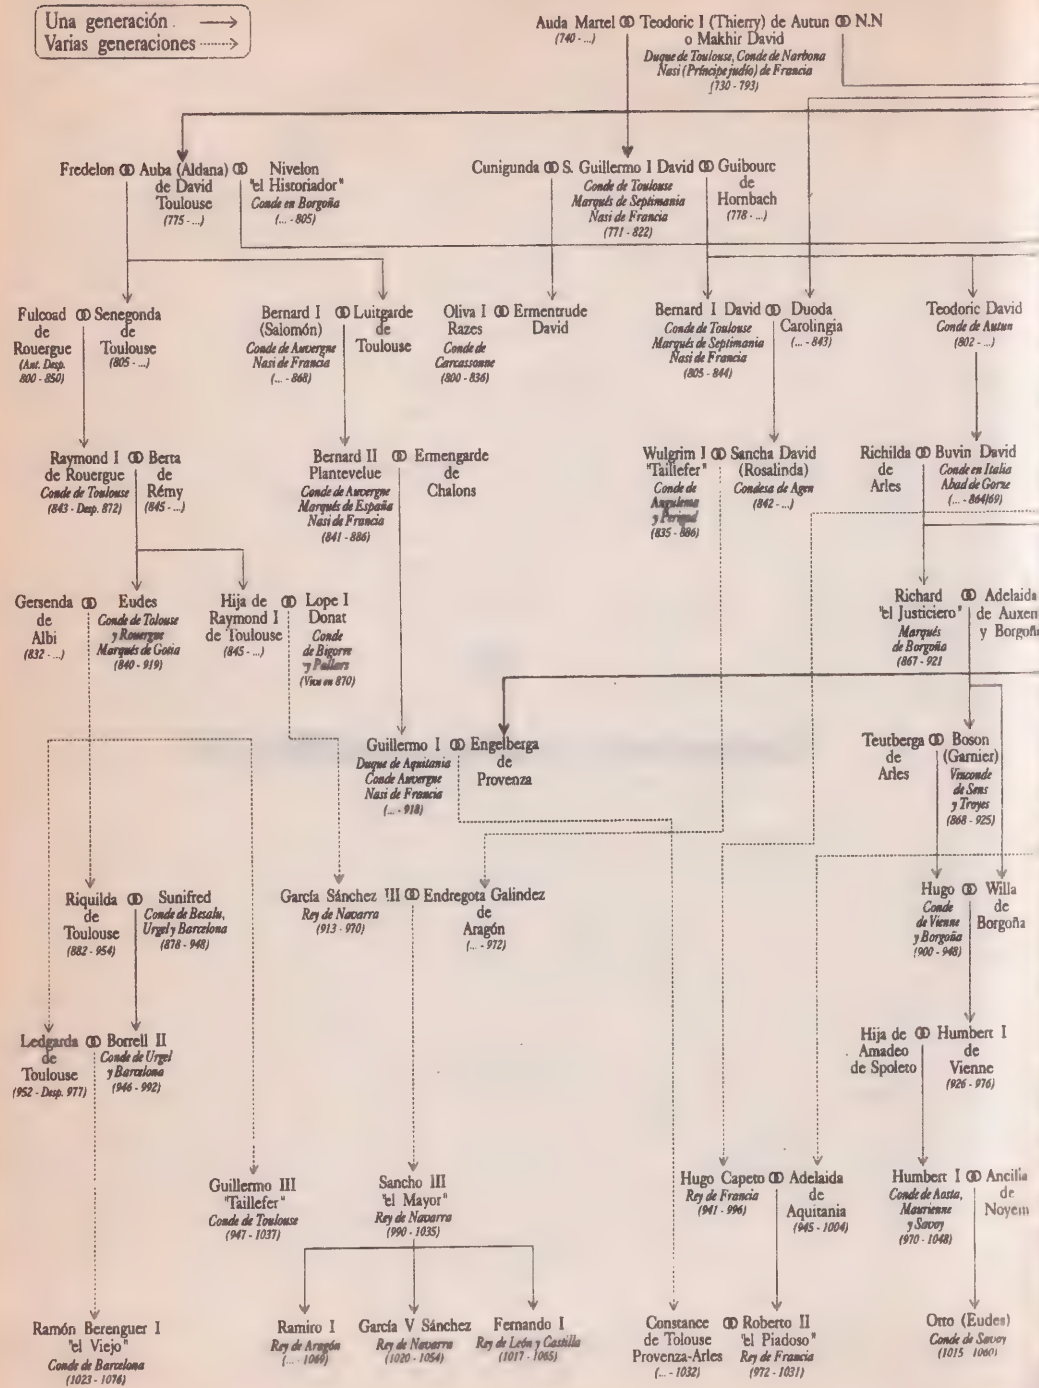 Una generación
Varias generaciones
Auda Martel ⚭ Teodoric I (Thierry) de Autun ⚭ N.N
(740 - ...)
o Makhir David
Duque de Toulouse, Conde de Narbona
Nasi (Príncipe judío) de Francia
(730 - 793)
Fredelon ⚭ Auba (Aldana) ⚭ Nivelon
de David
Toulouse
(775 - ...)
"el Historiador"
Conde en Borgoña
(... - 805)
Cunigunda ⚭ S. Guillermo I David ⚭ Guibourc
Conde de Toulouse
Marqués de Septimania
Nasi de Francia
(771 - 822)
de
Hornbach
(778 - ...)
Fulcoad ⚭ Senegonda
de
Rouergue
(Ant. Desp.
800 - 850)
de
Toulouse
(805 - ...)
Bernard I ⚭ Luitgarde
(Salomón)
Conde de Auvergne
Nasi de Francia
(... - 868)
de
Toulouse
Oliva I ⚭ Ermentrude
Razes
Conde de
Carcassonne
(800 - 836)
David
Bernard I David ⚭ Duoda
Conde de Toulouse
Marqués de Septimania
Nasi de Francia
(805 - 844)
Carolingia
(... - 843)
Teodoric David
Conde de Autun
(802 - ...)
Raymond I ⚭ Berta
de Rouergue
Conde de Toulouse
(843 - Desp. 872)
de
Rémy
(845 - ...)
Bernard II ⚭ Ermengarde
Plantevelue
Conde de Auvergne
Marqués de España
Nasi de Francia
(841 - 886)
de
Chalons
Wulgrim I ⚭ Sancha David
"Taillefer"
Conde de
Angulema
y Perigord
(835 - 886)
(Rosalinda)
Condesa de Agen
(842 - ...)
Richilda ⚭ Buvin David
de
Arles
Conde en Italia
Abad de Gorze
(... - 864/69)
Gersenda ⚭ Eudes
de
Albi
(832 - ...)
Conde de Tolouse
y Rouergue
Marqués de Gotia
(840 - 919)
Hija de ⚭ Lope I
Raymond I
de Toulouse
(845 - ...)
Donat
Conde
de Bigorre
y Pallars
(Vive en 870)
Richard ⚭ Adelaida
"el Justiciero"
Marqués
de Borgoña
(867 - 921
de Auxen
y Borgoñ
Guillermo I ⚭ Engelberga
Duque de Aquitania
Conde Auvergne
Nasi de Francia
(... - 918)
de
Provenza
Teutberga ⚭ Boson
de
Arles
(Garnier)
Vizconde
de Sens
y Troyes
(868 - 925)
Riquilda ⚭ Sunifred
de
Toulouse
(882 - 954)
Conde de Besalu,
Urgel y Barcelona
(878 - 948)
García Sánchez III ⚭ Endregota Galindez
Rey de Navarra
(913 - 970)
de
Aragón
(... - 972)
Hugo ⚭ Willa
Conde
de Vienne
y Borgoña
(900 - 948)
de
Borgoña
Ledgarda ⚭ Borrell II
de
Toulouse
(952 - Desp. 977)
Conde de Urgel
y Barcelona
(946 - 992)
Hija de ⚭ Humbert I
Amadeo
de Spoleto
de
Vienne
(926 - 976)
Guillermo III
"Taillefer"
Conde de Toulouse
(947 - 1037)
Sancho III
"el Mayor"
Rey de Navarra
(990 - 1035)
Hugo Capeto ⚭ Adelaida
Rey de Francia
(941 - 996)
de
Aquitania
(945 - 1004)
Humbert I ⚭ Ancilia
Conde de Aosta,
Maurienne
y Savoy
(970 - 1048)
de
Noyem
Ramón Berenguer I
"el Viejo"
Conde de Barcelona
(1023 - 1076)
Ramiro I
Rey de Aragón
(... - 1069)
García V Sánchez
Rey de Navarra
(1020 - 1054)
Fernando I
Rey de León y Castilla
(1017 - 1065)
Constance ⚭ Roberto II
de Tolouse
Provenza-Arles
(... - 1032)
"el Piadoso"
Rey de Francia
(972 - 1031)
Otto (Eudes)
Conde de Savoy
(1015 1060)